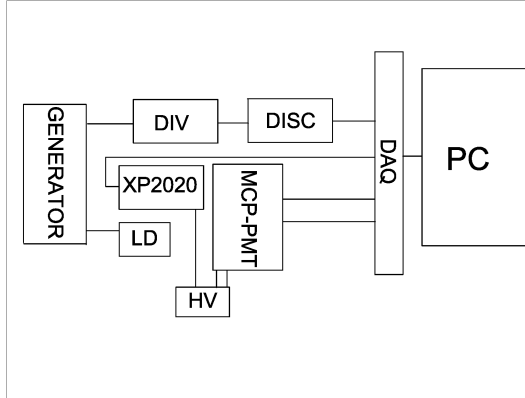 GENERATOR
DIV
DISC
DAQ
PC
XP2020
MCP-PMT
LD
HV